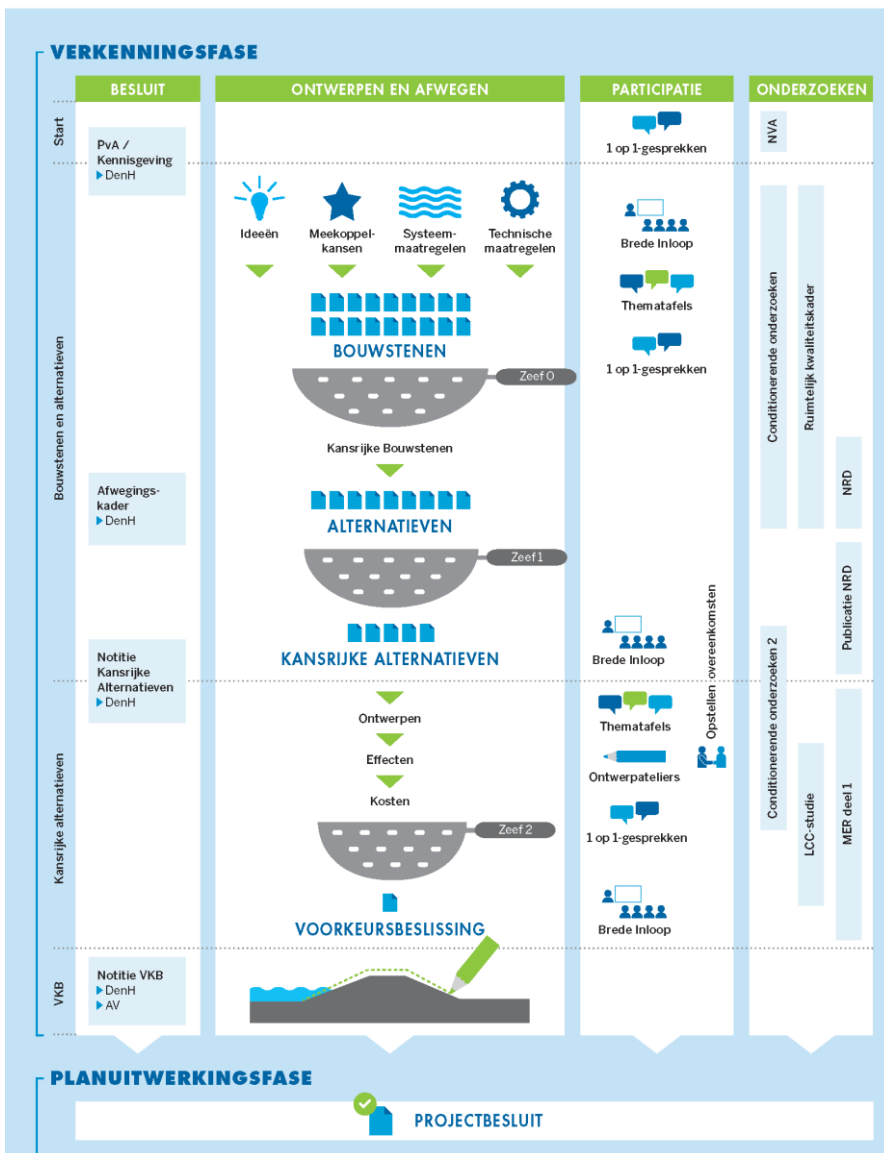 VERKENNINGSFASE
BESLUIT
ONTWERPEN EN AFWEGEN
PARTICIPATIE
ONDERZOEKEN
Start
PvA /
Kennisgeving
DenH
1 op 1-gesprekken
NVA
Bouwstenen en alternatieven
Ideeën
Meekoppel-
kansen
Systeem-
maatregelen
Technische
maatregelen
BOUWSTENEN
Zeef 0
Kansrijke Bouwstenen
Afwegings-
kader
DenH
ALTERNATIEVEN
Zeef 1
KANSRIJKE ALTERNATIEVEN
Notitie
Kansrijke
Alternatieven
DenH
Brede Inloop
Thematafels
1 op 1-gesprekken
Brede Inloop
Conditionerende onderzoeken
Ruimtelijk kwaliteitskader
NRD
Publicatie NRD
Kansrijke alternatieven
Ontwerpen
Effecten
Kosten
Zeef 2
VOORKEURSBESLISSING
Thematafels
Ontwerpateliers
1 op 1-gesprekken
Brede Inloop
Opstellen overeenkomsten
Conditionerende onderzoeken 2
LCC-studie
MER deel 1
VKB
Notitie VKB
DenH
AV
PLANUITWERKINGSFASE
PROJECTBESLUIT